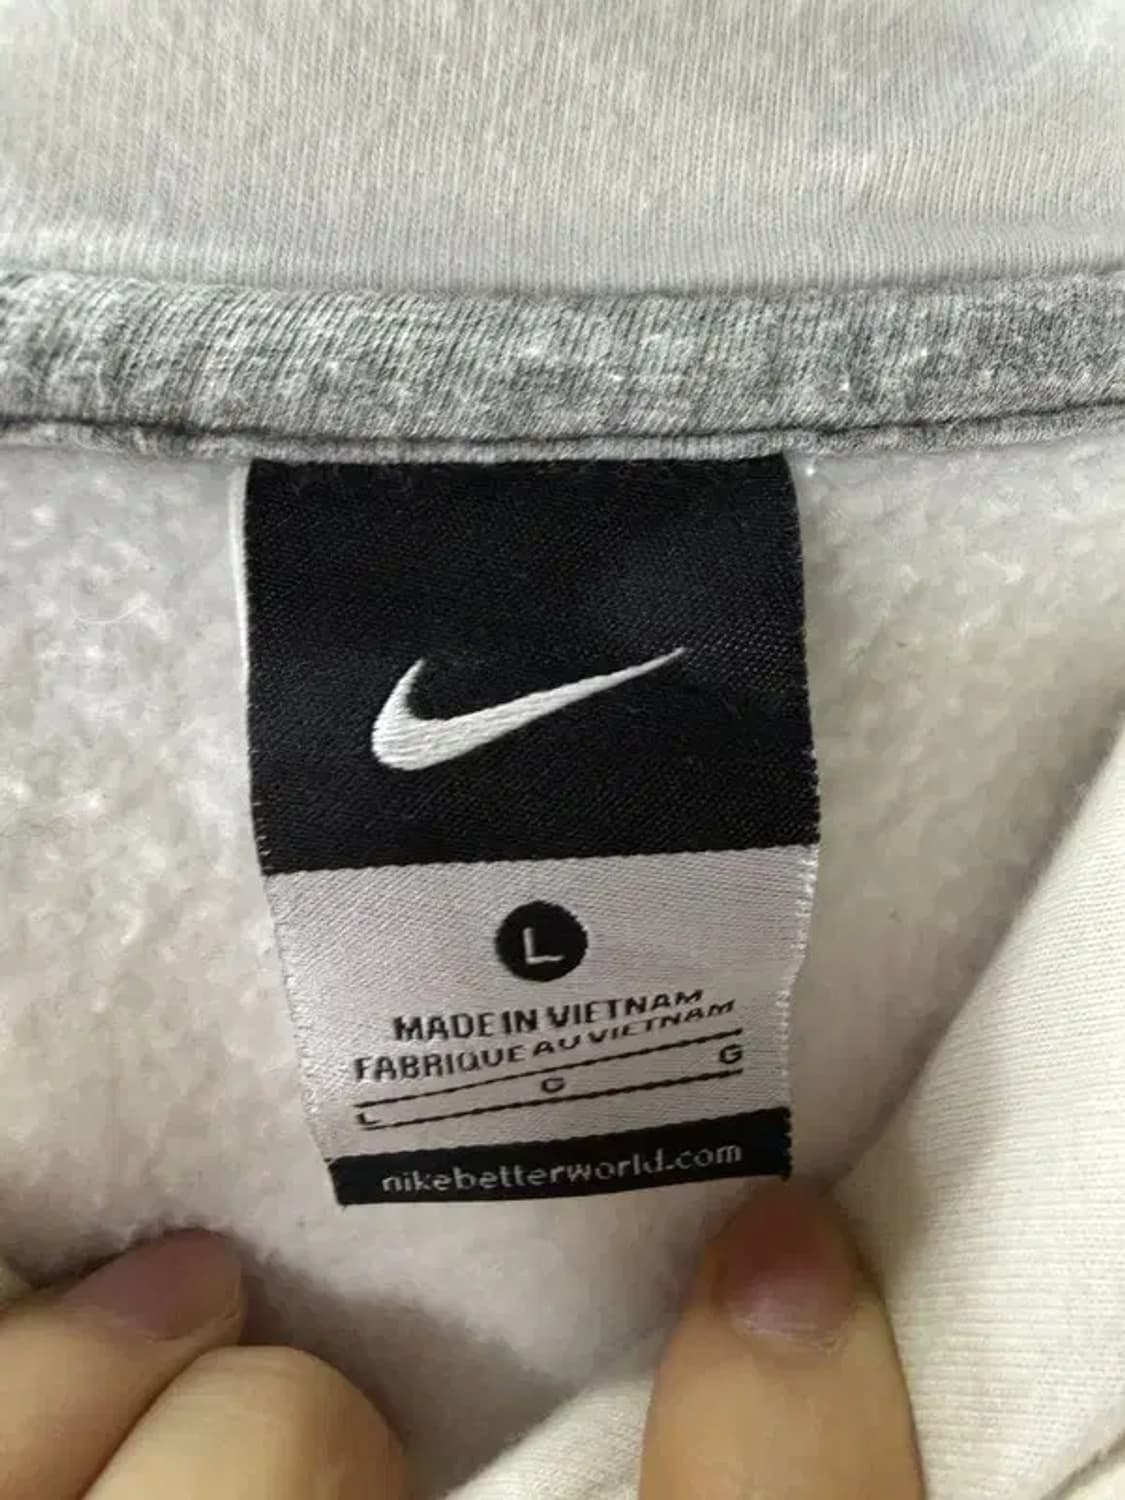 L
MADE IN VIETNAM
FABRIQUE AU VIETNAM
L G G
nikebetterworld.com